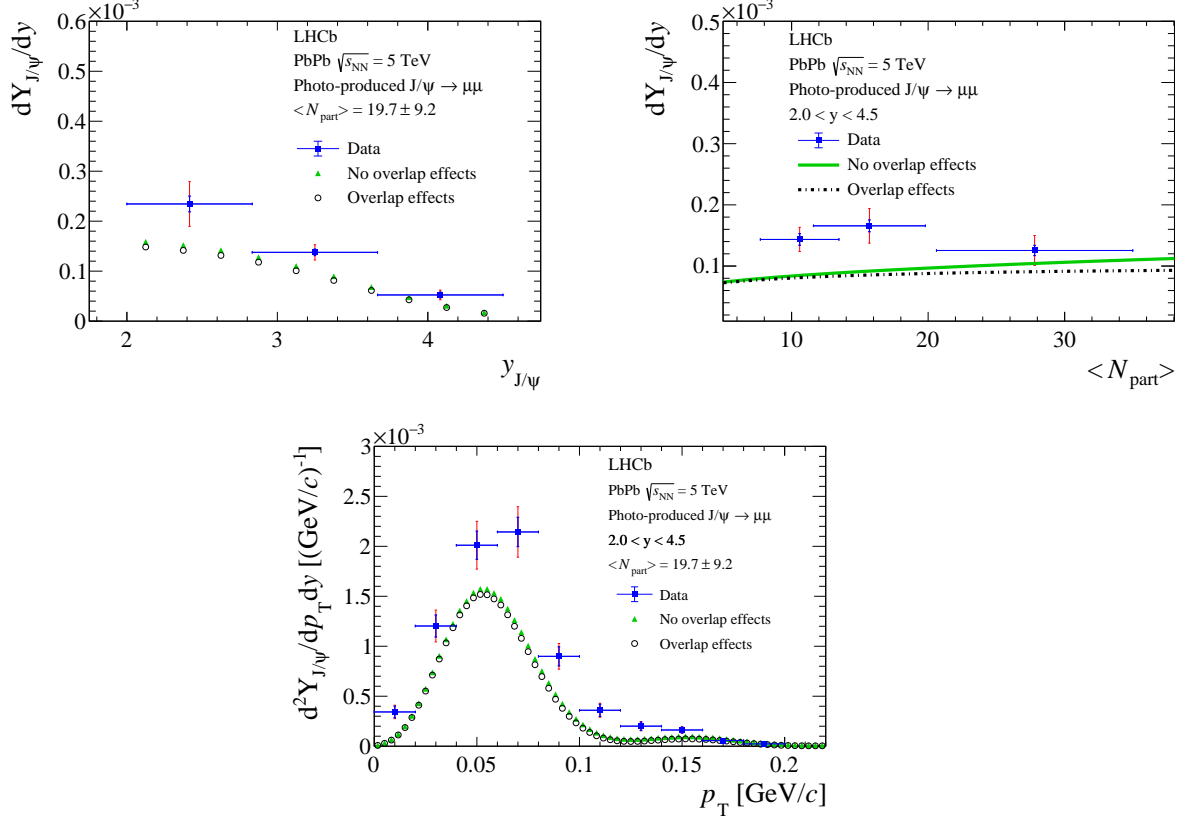 ×10⁻³
dY_J/ψ/dy
0.6
0.5
0.4
0.3
0.2
0.1
0
2
3
4
y_J/ψ
LHCb
PbPb √s_NN = 5 TeV
Photo-produced J/ψ → μμ
<N_part> = 19.7 ± 9.2
Data
No overlap effects
Overlap effects
×10⁻³
dY_J/ψ/dy
0.5
0.4
0.3
0.2
0.1
0
10
20
30
<N_part>
LHCb
PbPb √s_NN = 5 TeV
Photo-produced J/ψ → μμ
2.0 < y < 4.5
Data
No overlap effects
Overlap effects
×10⁻³
d²Y_J/ψ/dp_T dy [(GeV/c)⁻¹]
3
2.5
2
1.5
1
0.5
0
0
0.05
0.1
0.15
0.2
p_T [GeV/c]
LHCb
PbPb √s_NN = 5 TeV
Photo-produced J/ψ → μμ
2.0 < y < 4.5
<N_part> = 19.7 ± 9.2
Data
No overlap effects
Overlap effects